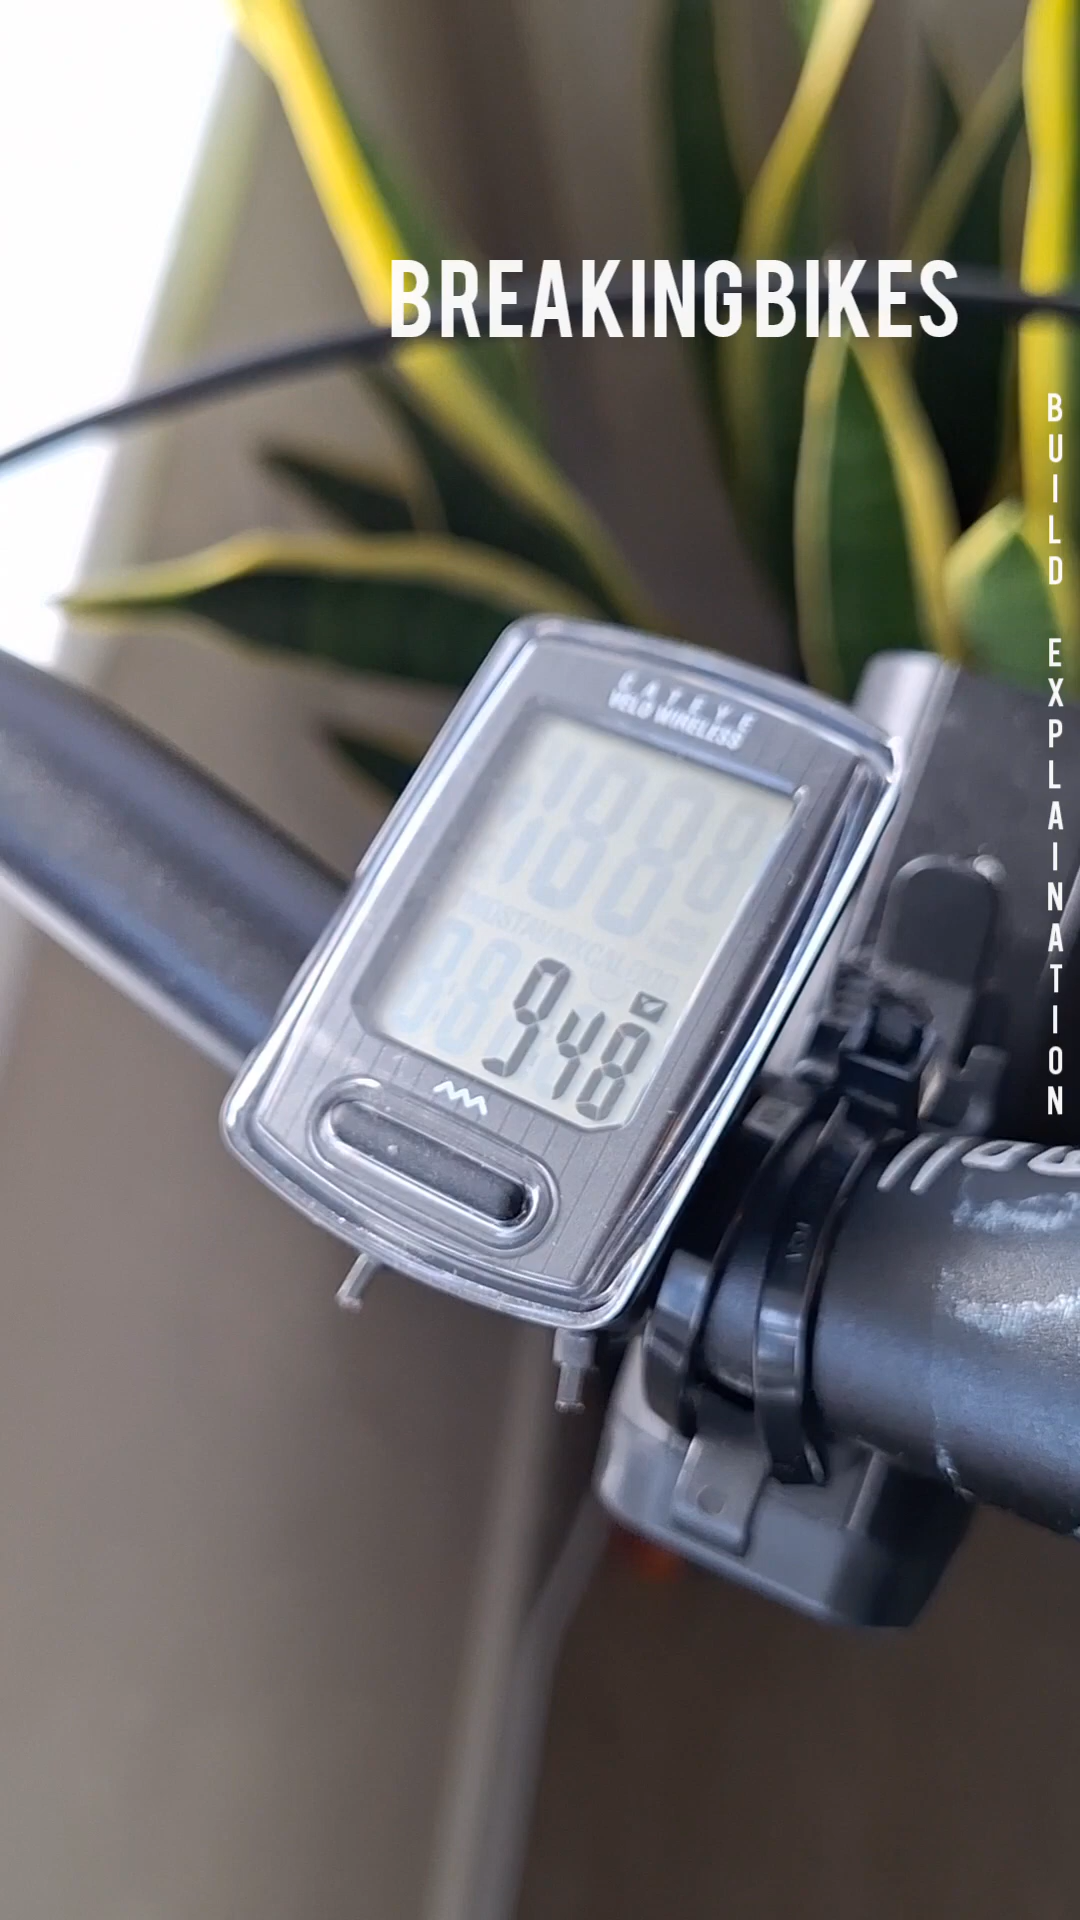 BREAKINGBIKES
BUILD EXPLAINATION
CATEYE
VELO WIRELESS
948